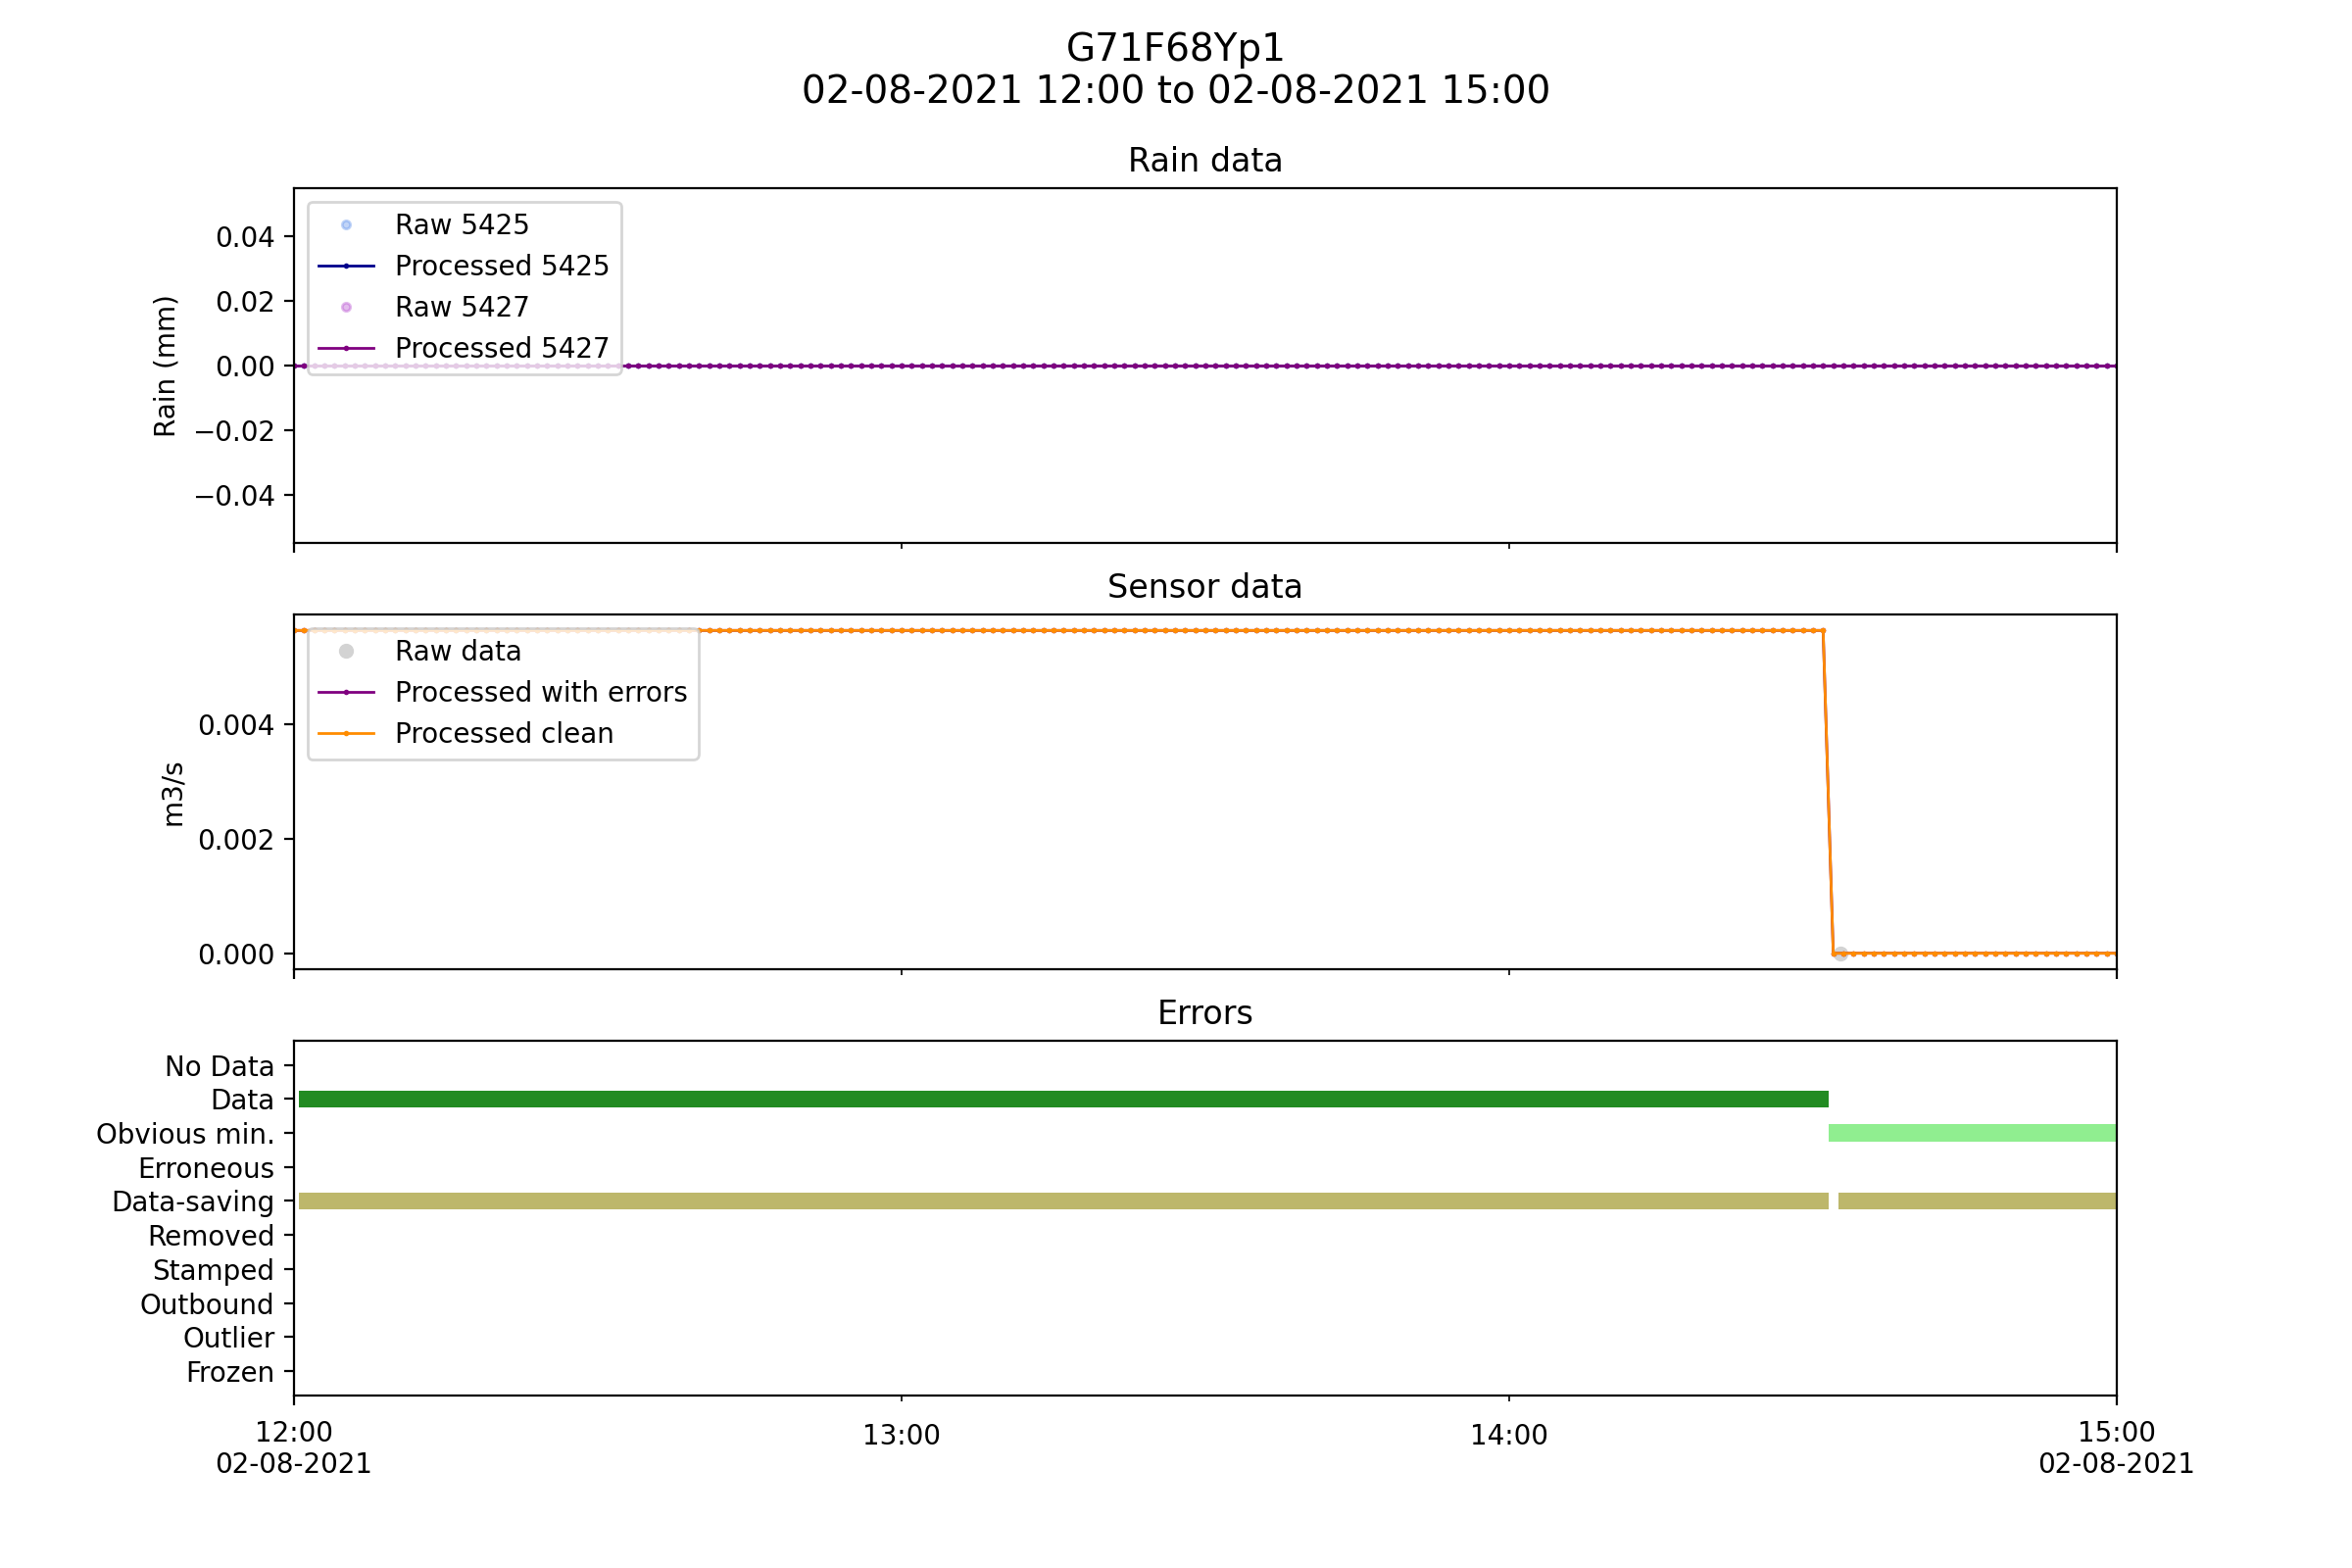 G71F68Yp1
02-08-2021 12:00 to 02-08-2021 15:00
Rain data
Rain (mm)
0.04
0.02
0.00
−0.02
−0.04
Raw 5425
Processed 5425
Raw 5427
Processed 5427
Sensor data
m3/s
0.004
0.002
0.000
Raw data
Processed with errors
Processed clean
Errors
No Data
Data
Obvious min.
Erroneous
Data-saving
Removed
Stamped
Outbound
Outlier
Frozen
12:00
02-08-2021
13:00
14:00
15:00
02-08-2021